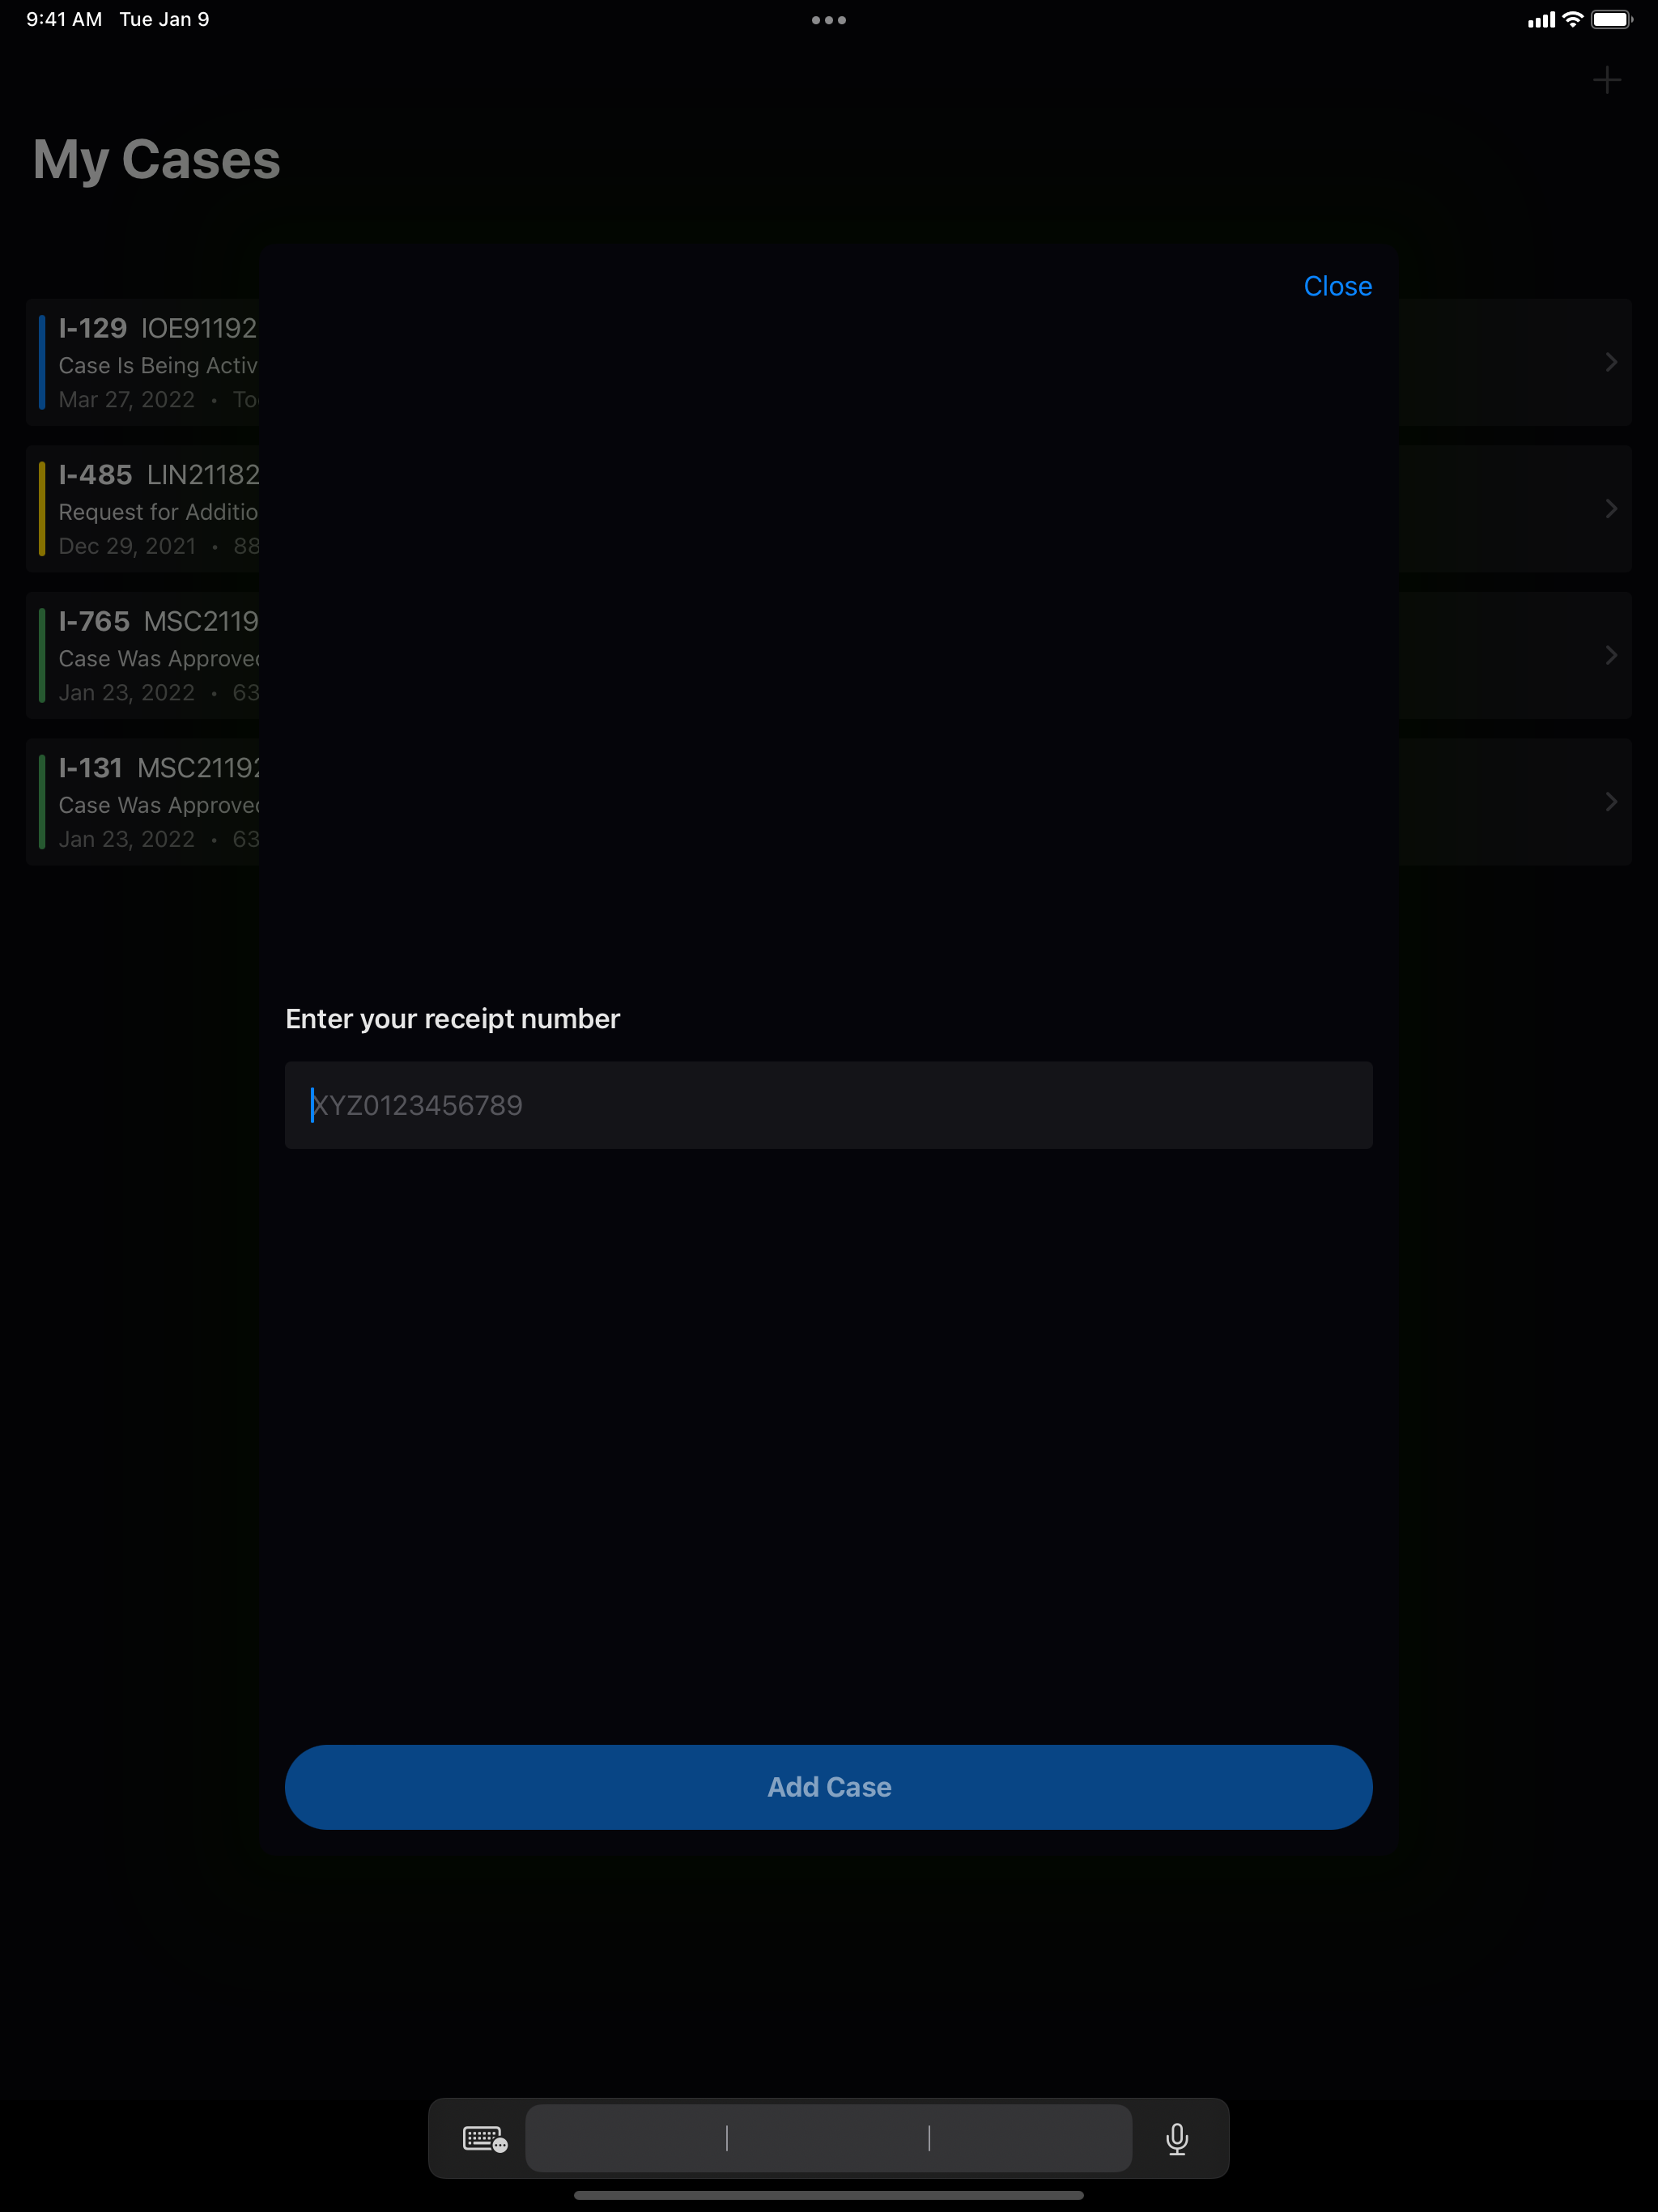 9:41 AM Tue Jan 9
My Cases
Close
I-129 IOE91192
Case Is Being Activ
Mar 27, 2022 •
I-485 LIN21182
Request for Additio
Dec 29, 2021 • 88
I-765 MSC2119
Case Was Approved
Jan 23, 2022 • 63
I-131 MSC21192
Case Was Approved
Jan 23, 2022 • 63
Enter your receipt number
XYZ0123456789
Add Case